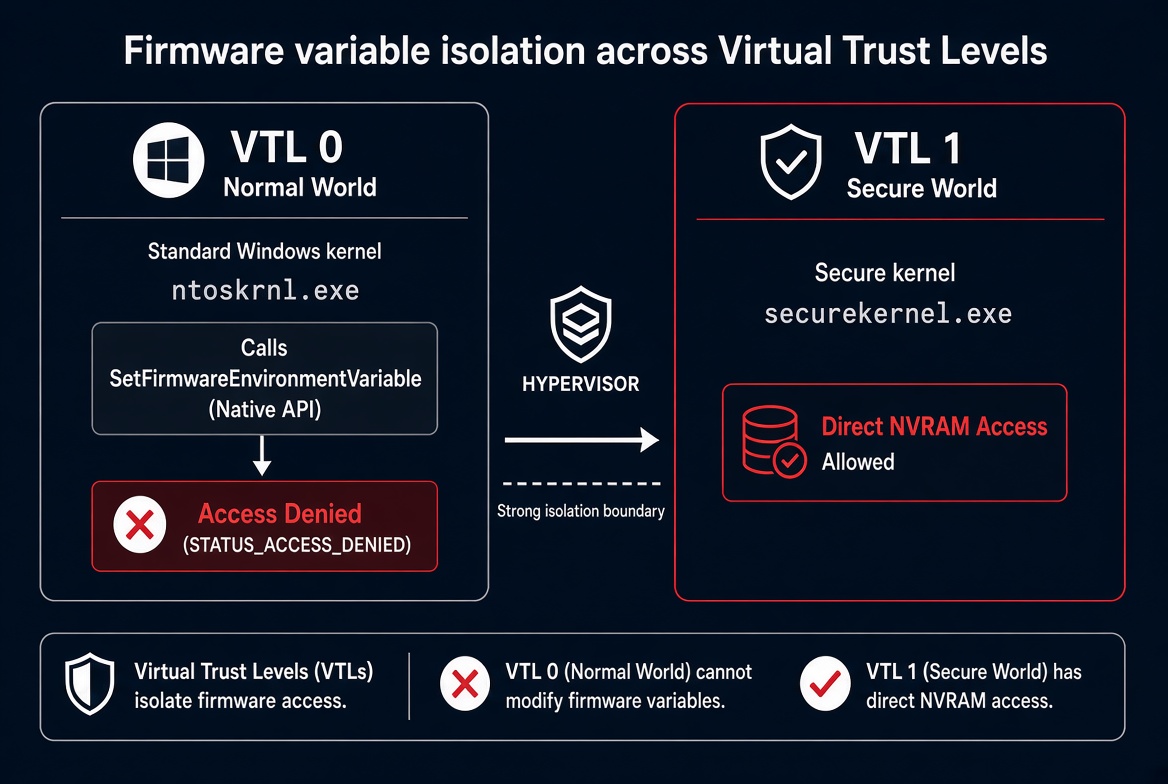 Firmware variable isolation across Virtual Trust Levels
VTL 0
Normal World
Standard Windows kernel
ntoskrnl.exe
Calls
SetFirmwareEnvironmentVariable
(Native API)
Access Denied
(STATUS_ACCESS_DENIED)
HYPERVISOR
Strong isolation boundary
VTL 1
Secure World
Secure kernel
securekernel.exe
Direct NVRAM Access
Allowed
Virtual Trust Levels (VTLs)
isolate firmware access.
VTL 0 (Normal World) cannot
modify firmware variables.
VTL 1 (Secure World) has
direct NVRAM access.